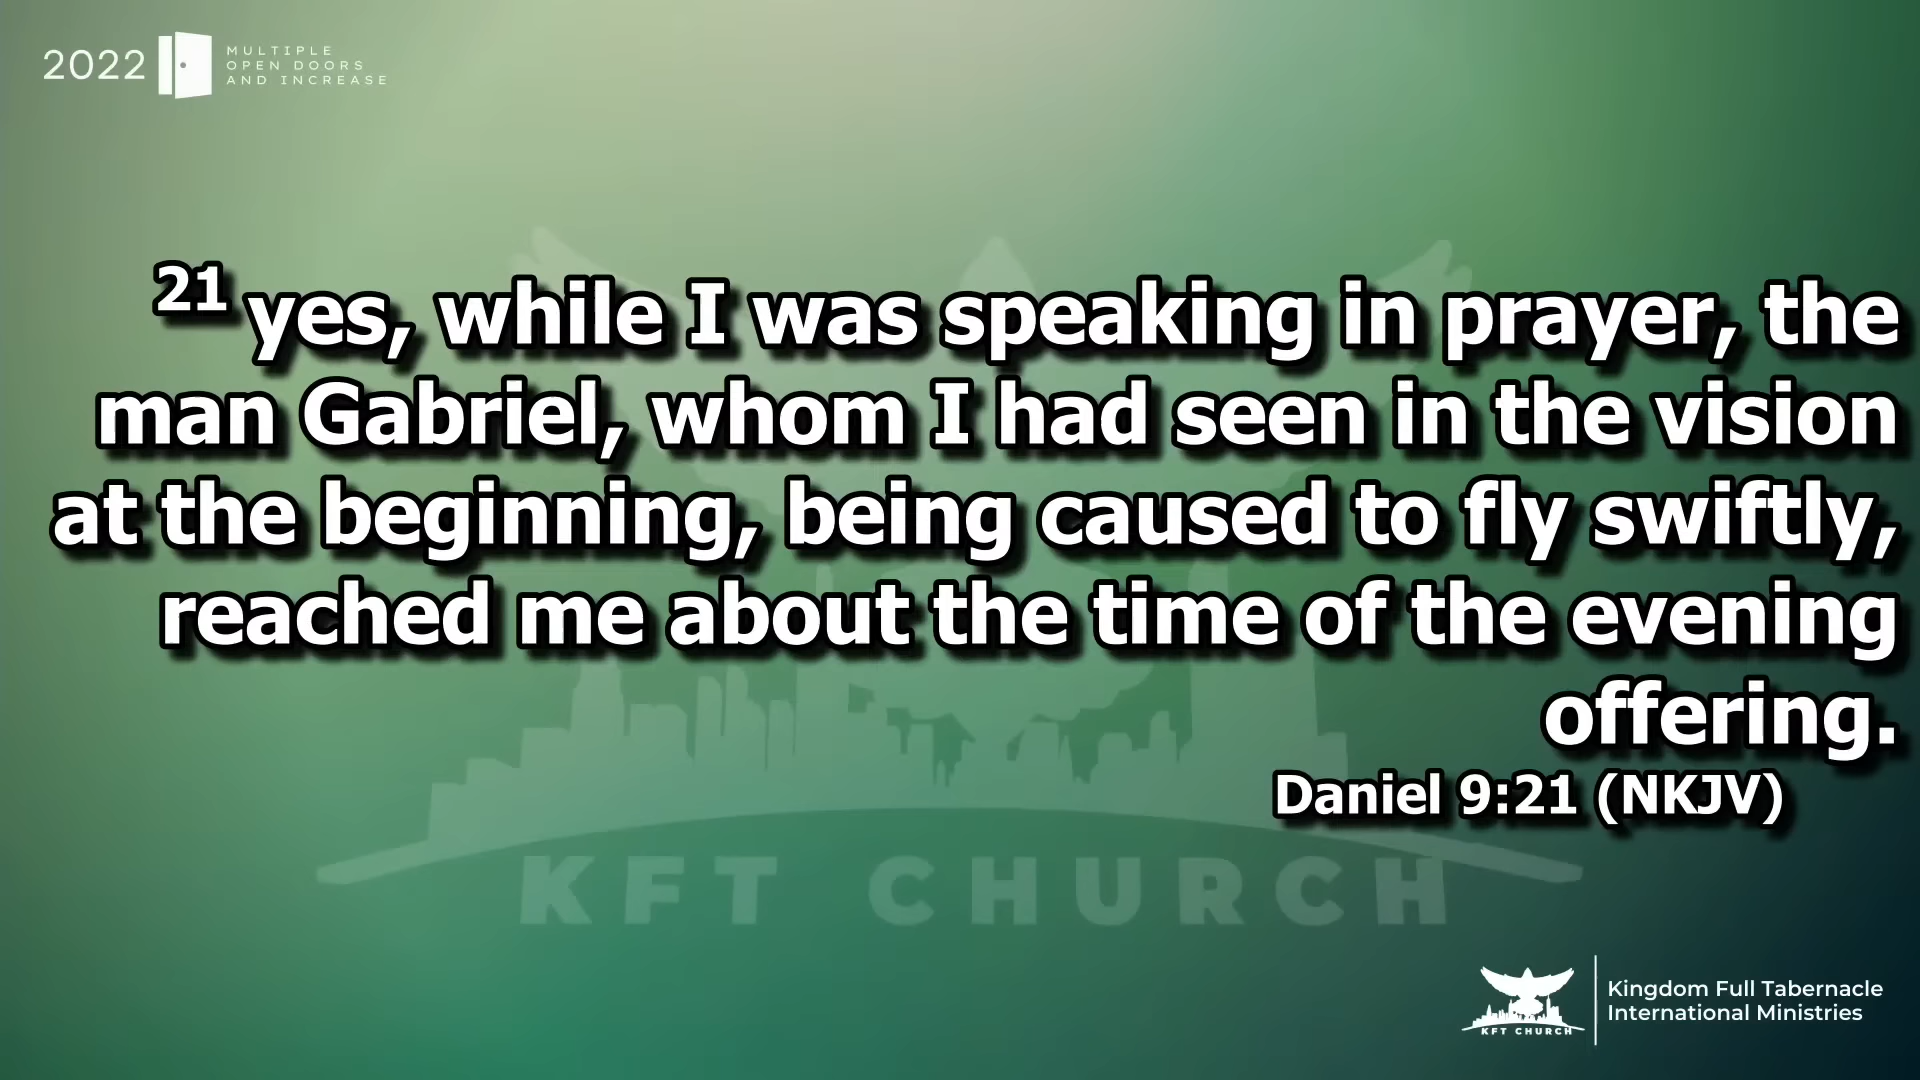 2022
MULTIPLE
OPEN DOORS
AND INCREASE
21 yes, while I was speaking in prayer, the
man Gabriel, whom I had seen in the vision
at the beginning, being caused to fly swiftly,
reached me about the time of the evening
offering.
Daniel 9:21 (NKJV)
KFT CHURCH
KFT CHURCH
Kingdom Full Tabernacle
International Ministries